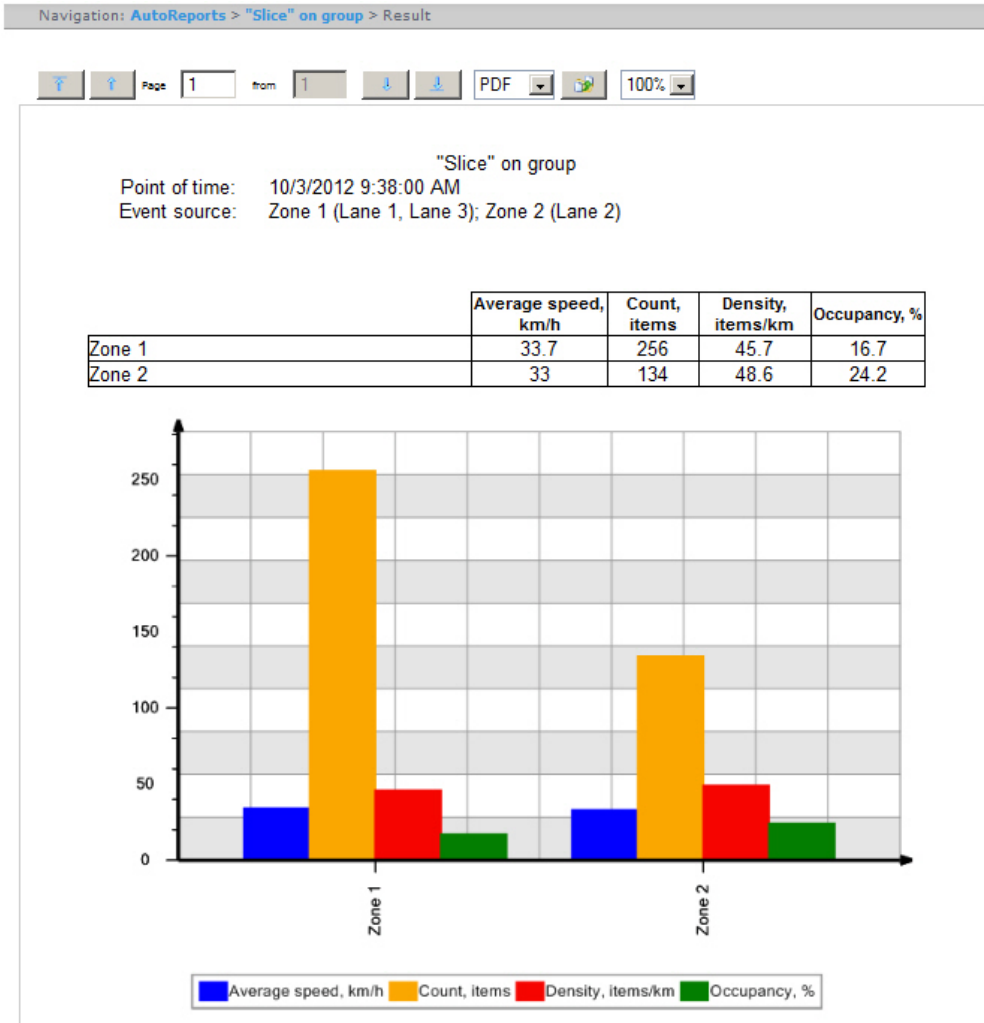 Navigation: AutoReports > "Slice" on group > Result
Page 1 from 1 PDF 100%
"Slice" on group
Point of time: 10/3/2012 9:38:00 AM
Event source: Zone 1 (Lane 1, Lane 3); Zone 2 (Lane 2)
Average speed, km/h Count, items Density, items/km Occupancy, %
Zone 1 33.7 256 45.7 16.7
Zone 2 33 134 48.6 24.2
250
200
150
100
50
0
Zone 1 Zone 2
Average speed, km/h Count, items Density, items/km Occupancy, %